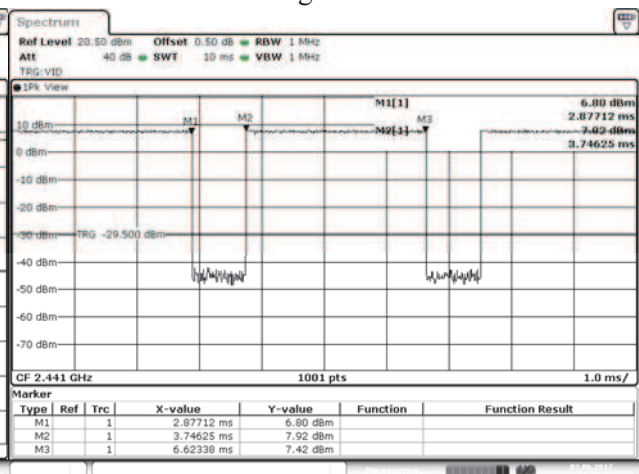 Spectrum
Ref Level 20.50 dBm Offset 0.50 dB RBW 1 MHz
Att 40 dB SWT 10 ms VBW 1 MHz
TRG:VID
1Pk View
M1[1] 6.80 dBm
2.87712 ms
M2[1] 7.92 dBm
3.74625 ms
M1 M2 M3
10 dBm
0 dBm
-10 dBm
-20 dBm
-30 dBm TRG -29.500 dBm
-40 dBm
-50 dBm
-60 dBm
-70 dBm
CF 2.441 GHz 1001 pts 1.0 ms/
Marker
Type Ref Trc X-value Y-value Function Function Result
M1 1 2.87712 ms 6.80 dBm
M2 1 3.74625 ms 7.92 dBm
M3 1 6.62338 ms 7.42 dBm